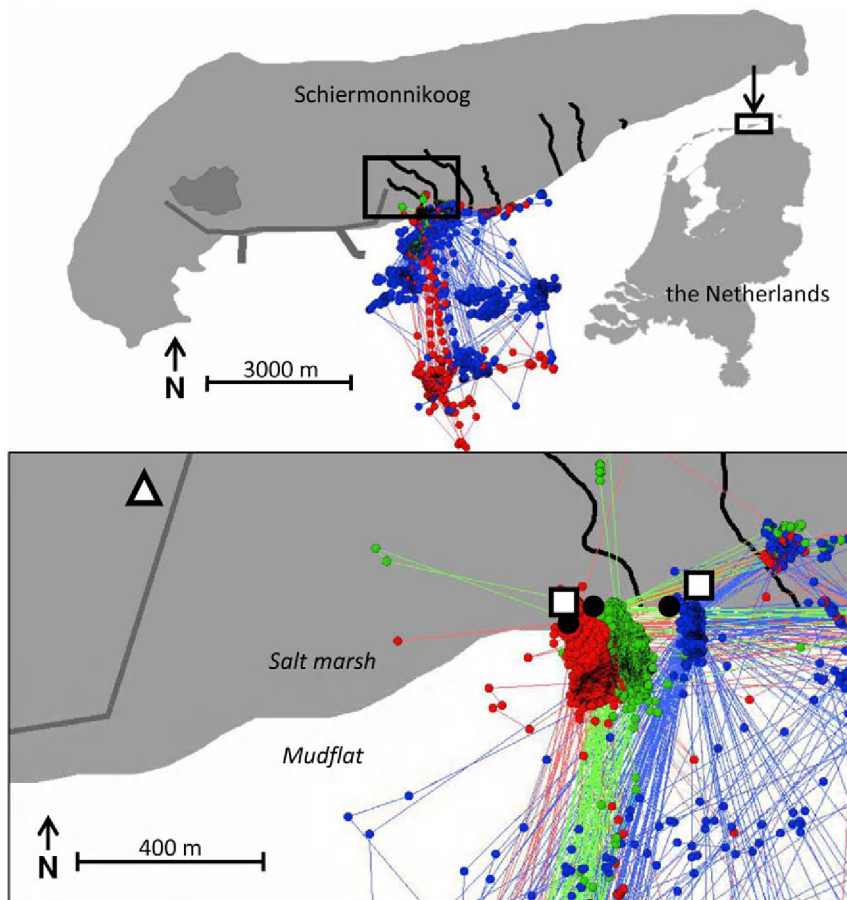 Schiermonnikoog
the Netherlands
N
3000 m
Salt marsh
Mudflat
N
400 m